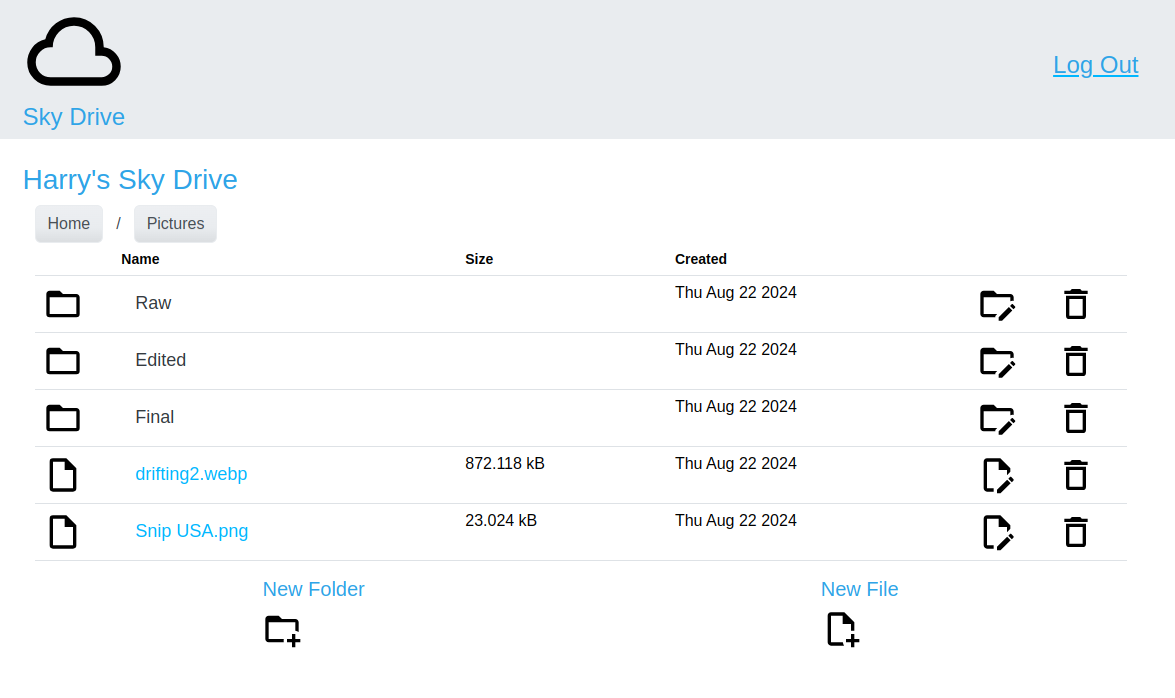 Log Out
Sky Drive
Harry's Sky Drive
Home / Pictures
Name Size Created
Raw Thu Aug 22 2024
Edited Thu Aug 22 2024
Final Thu Aug 22 2024
drifting2.webp 872.118 kB Thu Aug 22 2024
Snip USA.png 23.024 kB Thu Aug 22 2024
New Folder New File